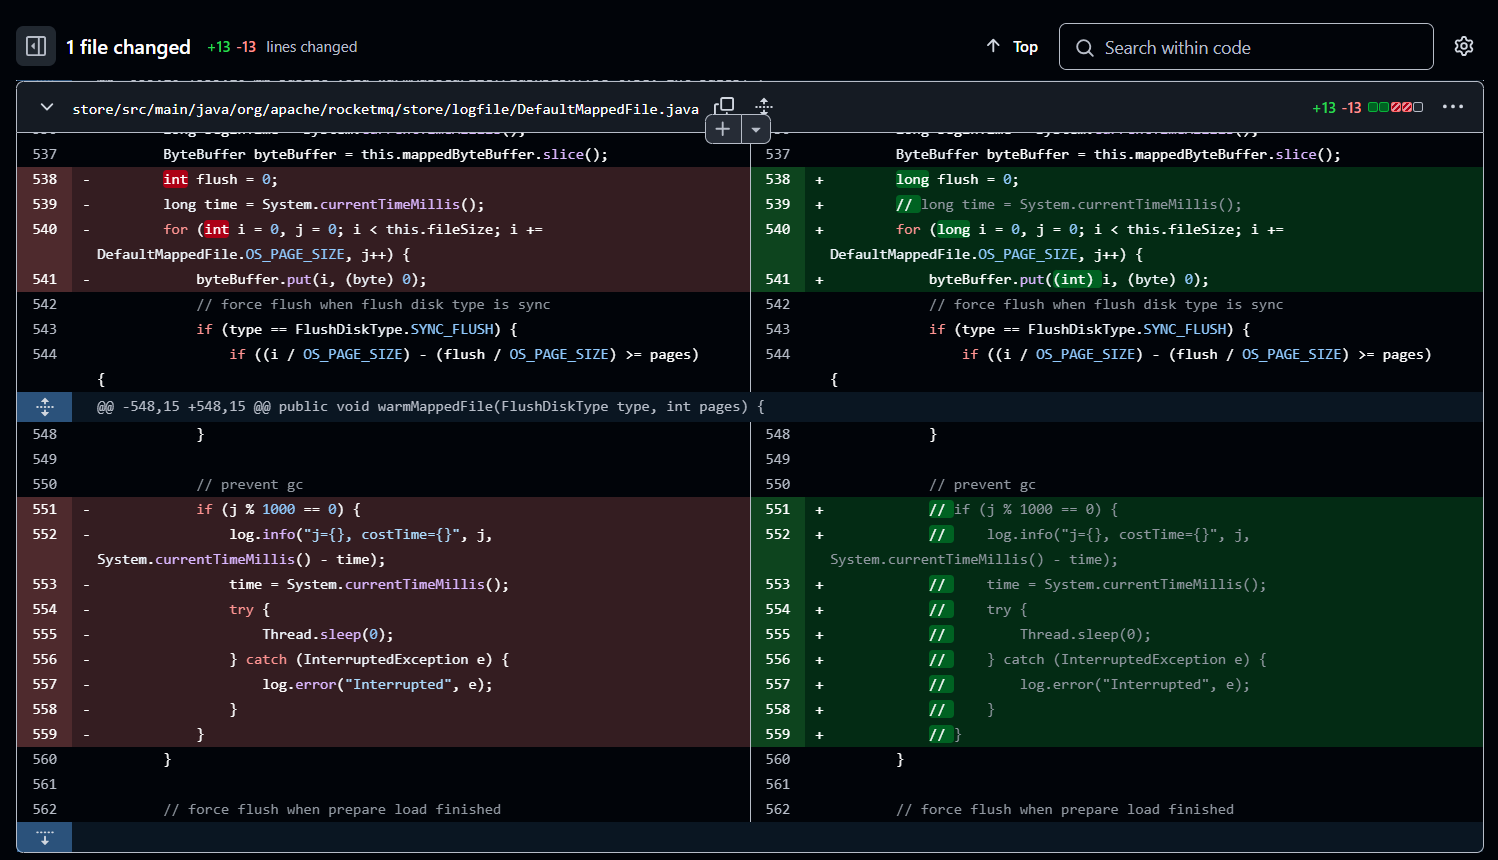 1 file changed +13 -13 lines changed Top Search within code
store/src/main/java/org/apache/rocketmq/store/logfile/DefaultMappedFile.java +13 -13
537 ByteBuffer byteBuffer = this.mappedByteBuffer.slice(); 537 ByteBuffer byteBuffer = this.mappedByteBuffer.slice();
538 - int flush = 0; 538 + long flush = 0;
539 - long time = System.currentTimeMillis(); 539 + // long time = System.currentTimeMillis();
540 - for (int i = 0, j = 0; i < this.fileSize; i += 540 + for (long i = 0, j = 0; i < this.fileSize; i +=
DefaultMappedFile.OS_PAGE_SIZE, j++) { DefaultMappedFile.OS_PAGE_SIZE, j++) {
541 - byteBuffer.put(i, (byte) 0); 541 + byteBuffer.put((int) i, (byte) 0);
542 // force flush when flush disk type is sync 542 // force flush when flush disk type is sync
543 if (type == FlushDiskType.SYNC_FLUSH) { 543 if (type == FlushDiskType.SYNC_FLUSH) {
544 if ((i / OS_PAGE_SIZE) - (flush / OS_PAGE_SIZE) >= pages) 544 if ((i / OS_PAGE_SIZE) - (flush / OS_PAGE_SIZE) >= pages)
{ {
@@ -548,15 +548,15 @@ public void warmMappedFile(FlushDiskType type, int pages) {
548 } 548 }
549 549
550 // prevent gc 550 // prevent gc
551 - if (j % 1000 == 0) { 551 + // if (j % 1000 == 0) {
552 - log.info("j={}, costTime={}", j, 552 + // log.info("j={}, costTime={}", j,
System.currentTimeMillis() - time); System.currentTimeMillis() - time);
553 - time = System.currentTimeMillis(); 553 + // time = System.currentTimeMillis();
554 - try { 554 + // try {
555 - Thread.sleep(0); 555 + // Thread.sleep(0);
556 - } catch (InterruptedException e) { 556 + // } catch (InterruptedException e) {
557 - log.error("Interrupted", e); 557 + // log.error("Interrupted", e);
558 - } 558 + // }
559 - } 559 + // }
560 } 560 }
561 561
562 // force flush when prepare load finished 562 // force flush when prepare load finished